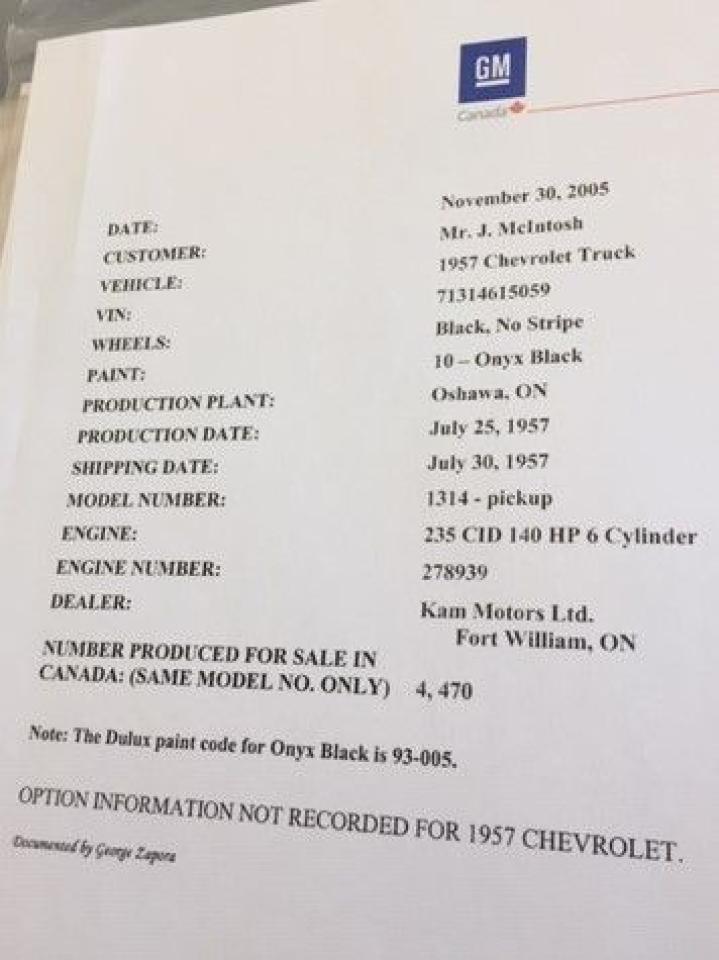 GM
Canada
DATE: November 30, 2005
CUSTOMER: Mr. J. McIntosh
VEHICLE: 1957 Chevrolet Truck
VIN: 71314615059
WHEELS: Black, No Stripe
PAINT: 10 – Onyx Black
PRODUCTION PLANT: Oshawa, ON
PRODUCTION DATE: July 25, 1957
SHIPPING DATE: July 30, 1957
MODEL NUMBER: 1314 - pickup
ENGINE: 235 CID 140 HP 6 Cylinder
ENGINE NUMBER: 278939
DEALER: Kam Motors Ltd.
Fort William, ON
NUMBER PRODUCED FOR SALE IN
CANADA: (SAME MODEL NO. ONLY) 4, 470
Note: The Dulux paint code for Onyx Black is 93-005.
OPTION INFORMATION NOT RECORDED FOR 1957 CHEVROLET.
Documented by George Zapora